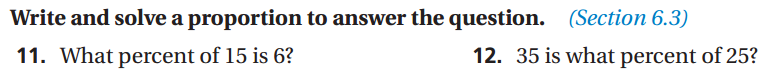 Write and solve a proportion to answer the question. (Section 6.3)
11. What percent of 15 is 6? 12. 35 is what percent of 25?